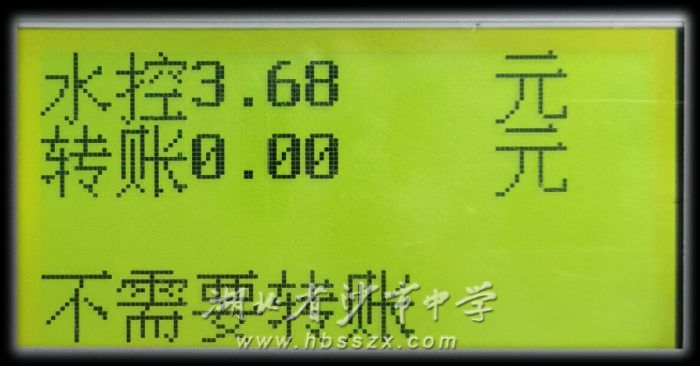 水控3.68 元
转账0.00 元
不需要转账
湖北省沙市中学
www.hbsszx.com